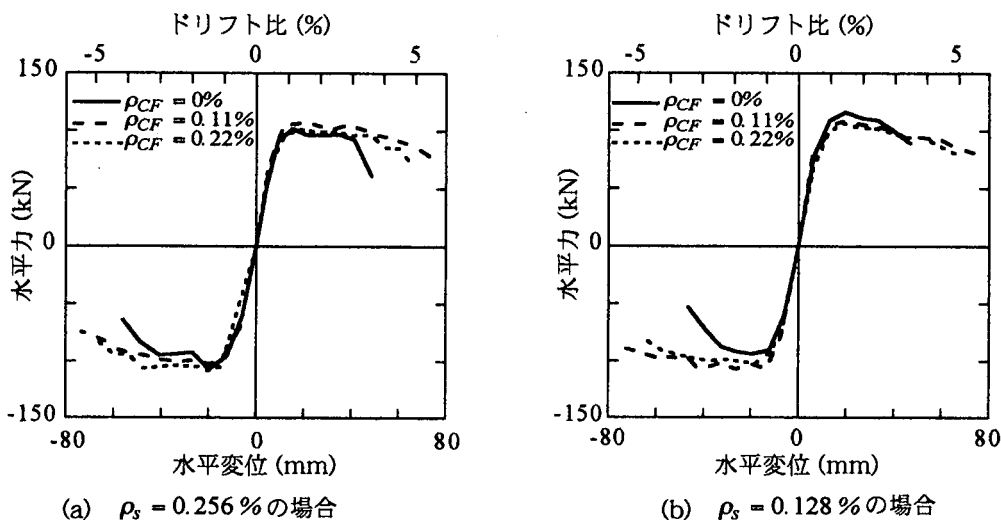 ドリフト比 (%)
-5 0 5
150
ρCF = 0%
ρCF = 0.11%
ρCF = 0.22%
水平力 (kN)
0
-150
-80 0 80
水平変位 (mm)
(a) ρs = 0.256 % の場合
ドリフト比 (%)
-5 0 5
150
ρCF = 0%
ρCF = 0.11%
ρCF = 0.22%
水平力 (kN)
0
-150
-80 0 80
水平変位 (mm)
(b) ρs = 0.128 % の場合